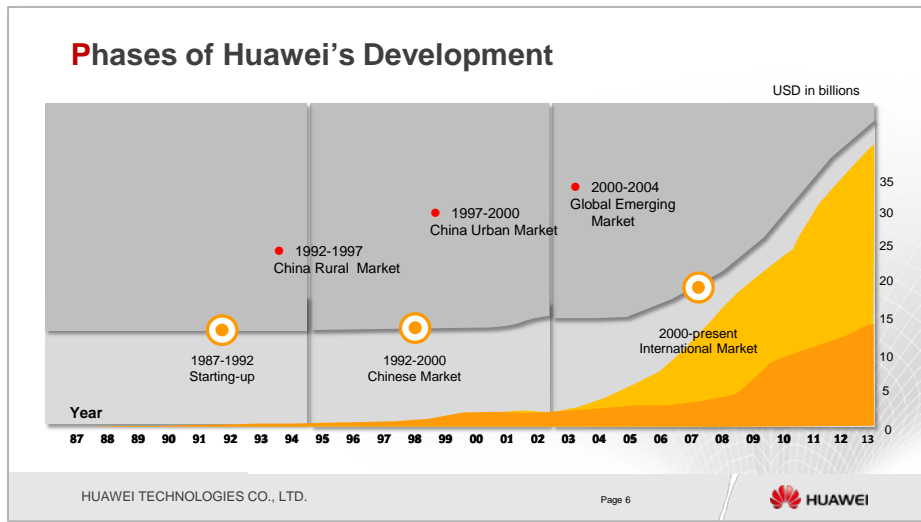 Phases of Huawei's Development
USD in billions
2000-2004
Global Emerging
Market
1997-2000
China Urban Market
1992-1997
China Rural Market
1987-1992
Starting-up
1992-2000
Chinese Market
2000-present
International Market
35
30
25
20
15
10
5
0
Year
87 88 89 90 91 92 93 94 95 96 97 98 99 00 01 02 03 04 05 06 07 08 09 10 11 12 13
HUAWEI TECHNOLOGIES CO., LTD.
Page 6
HUAWEI